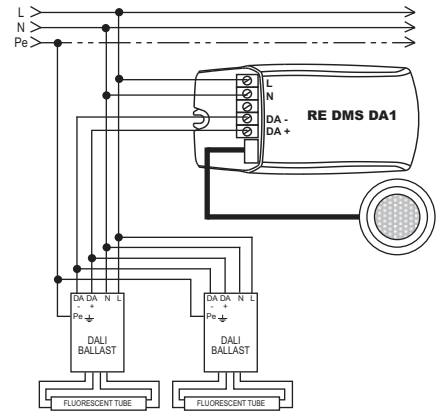 L
N
Pe
L
N
DA -
DA +
RE DMS DA1
DA DA N L
- +
Pe
DALI
BALLAST
FLUORESCENT TUBE
DA DA N L
- +
Pe
DALI
BALLAST
FLUORESCENT TUBE